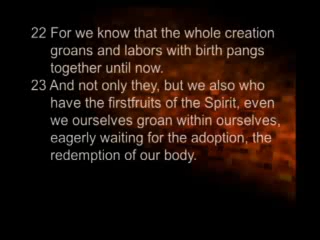 22 For we know that the whole creation
groans and labors with birth pangs
together until now.
23 And not only they, but we also who
have the firstfruits of the Spirit, even
we ourselves groan within ourselves,
eagerly waiting for the adoption, the
redemption of our body.